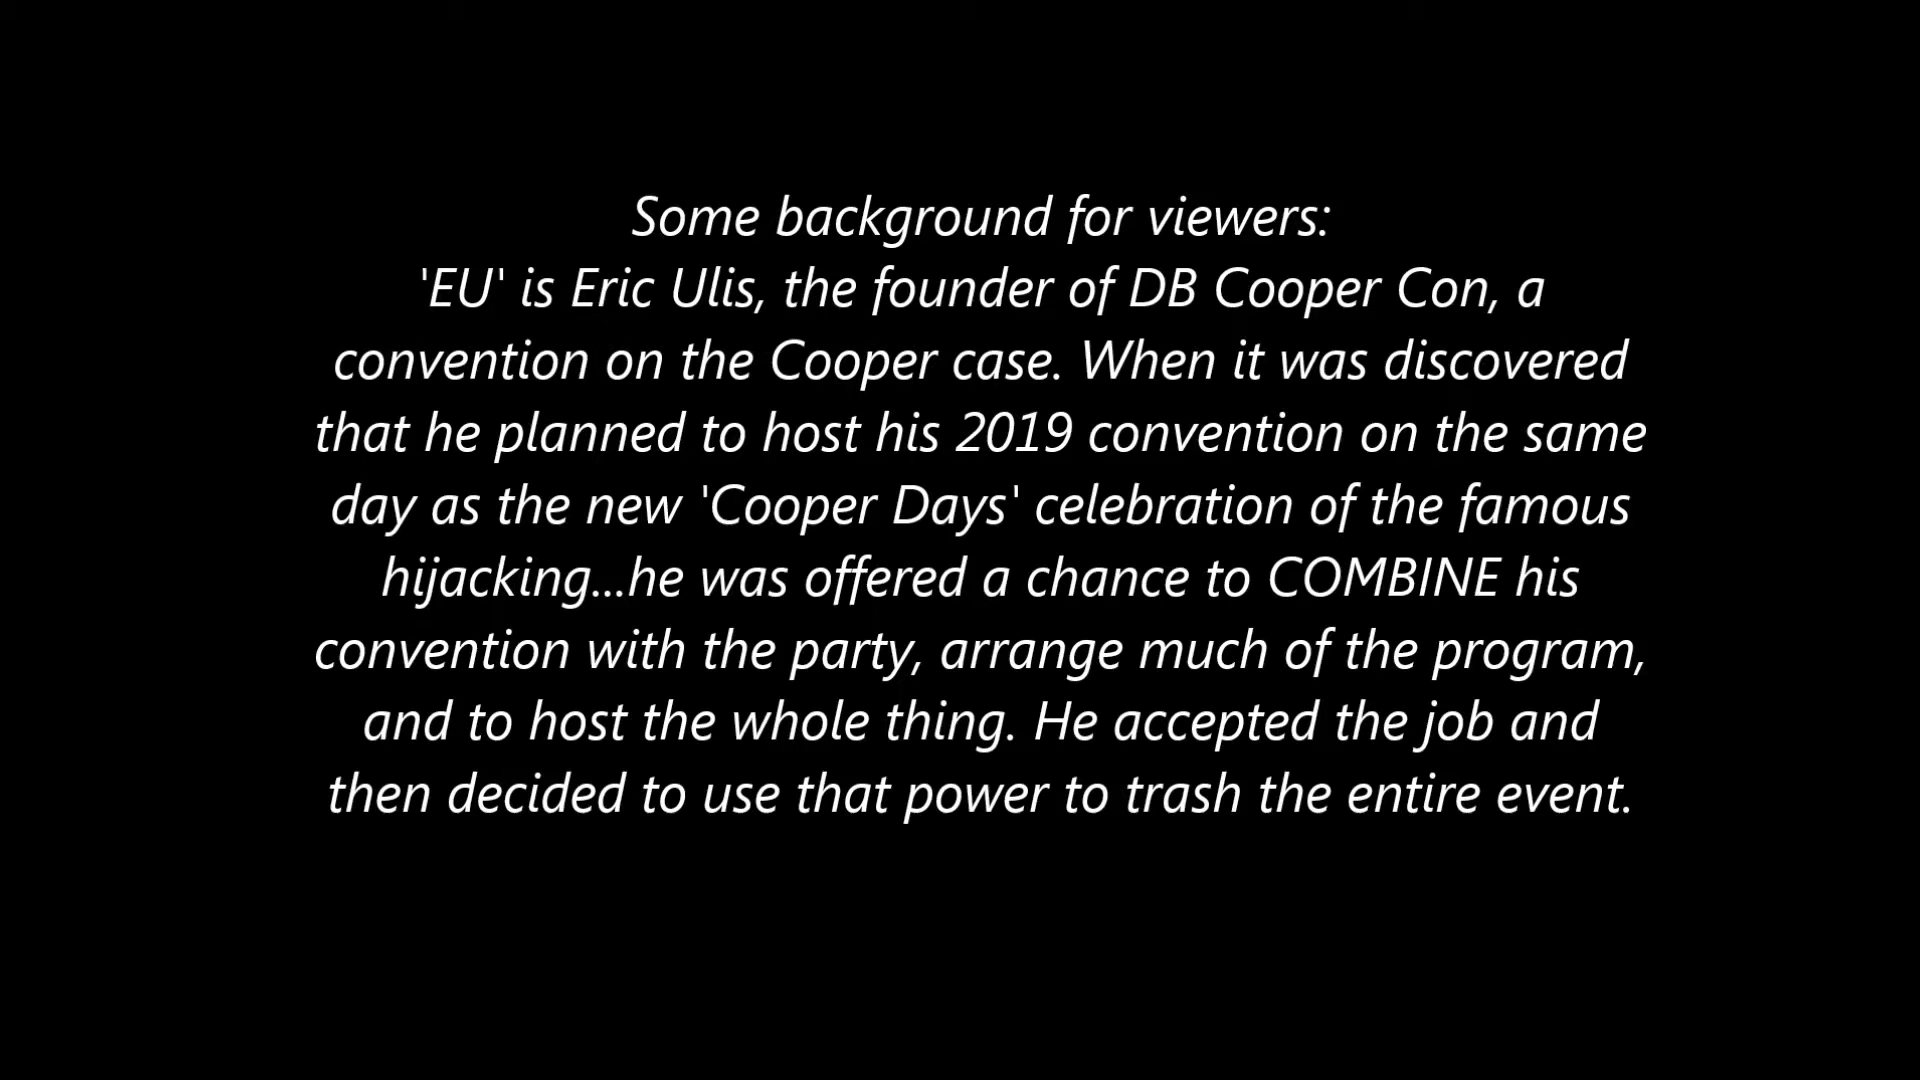 Some background for viewers:
'EU' is Eric Ulis, the founder of DB Cooper Con, a
convention on the Cooper case. When it was discovered
that he planned to host his 2019 convention on the same
day as the new 'Cooper Days' celebration of the famous
hijacking...he was offered a chance to COMBINE his
convention with the party, arrange much of the program,
and to host the whole thing. He accepted the job and
then decided to use that power to trash the entire event.